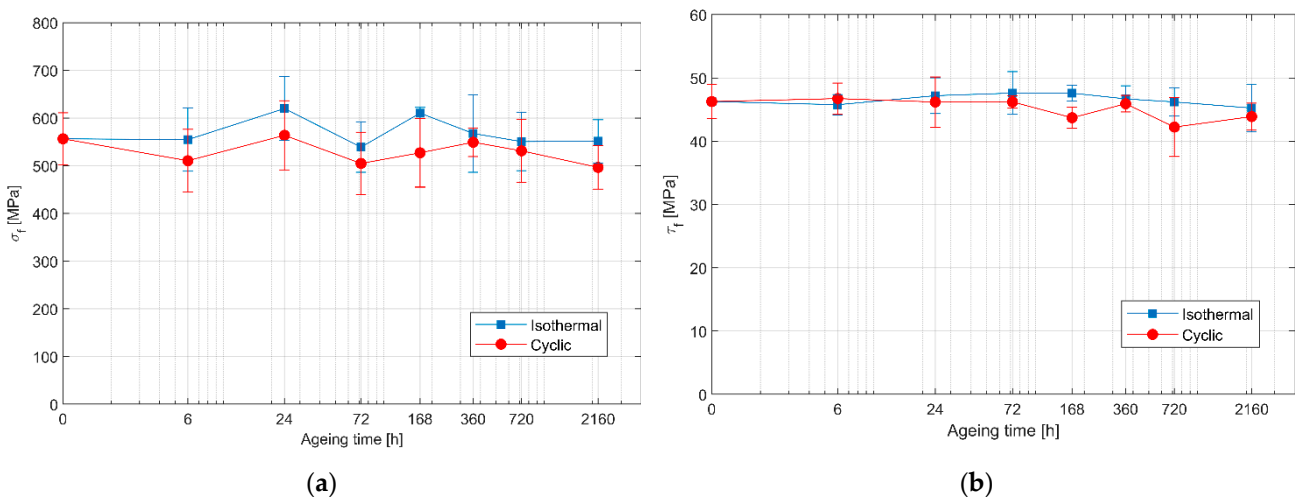 800
700
600
500
400
300
200
100
0
σf [MPa]
0 6 24 72 168 360 720 2160
Ageing time [h]
Isothermal
Cyclic
(a)
60
50
40
30
20
10
0
τf [MPa]
0 6 24 72 168 360 720 2160
Ageing time [h]
Isothermal
Cyclic
(b)